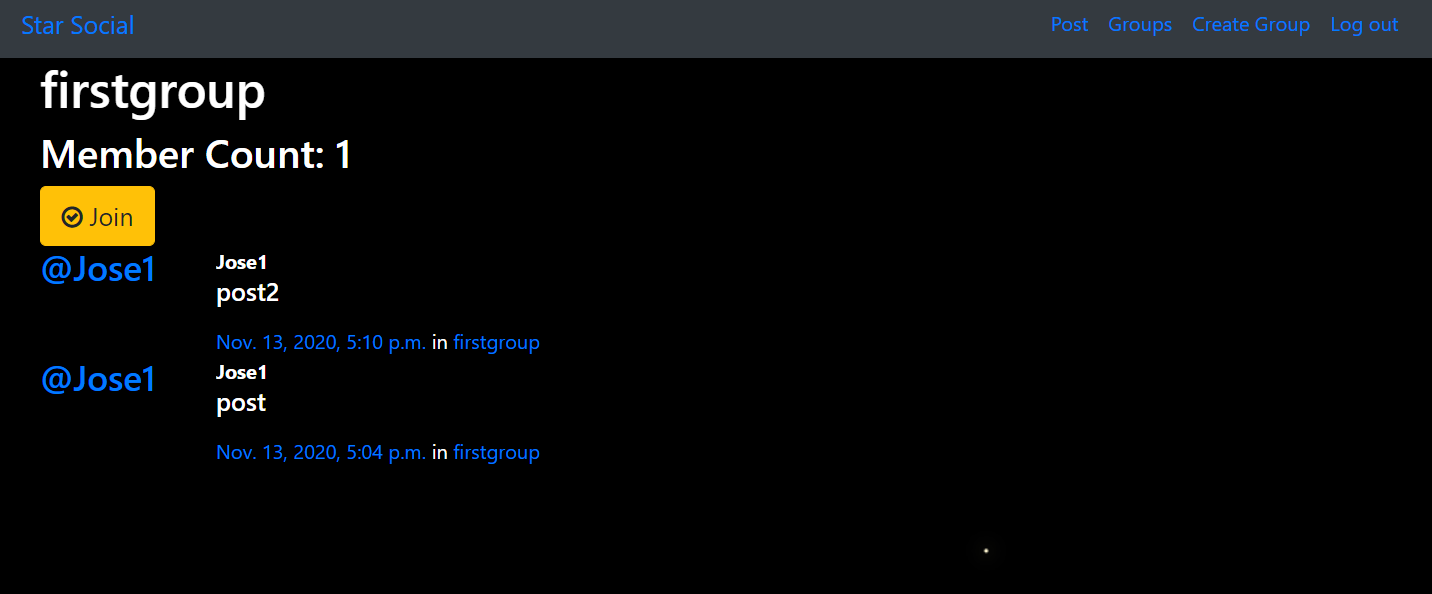 Star Social
Post Groups Create Group Log out
firstgroup
Member Count: 1
Join
@Jose1
Jose1
post2
Nov. 13, 2020, 5:10 p.m. in firstgroup
@Jose1
Jose1
post
Nov. 13, 2020, 5:04 p.m. in firstgroup